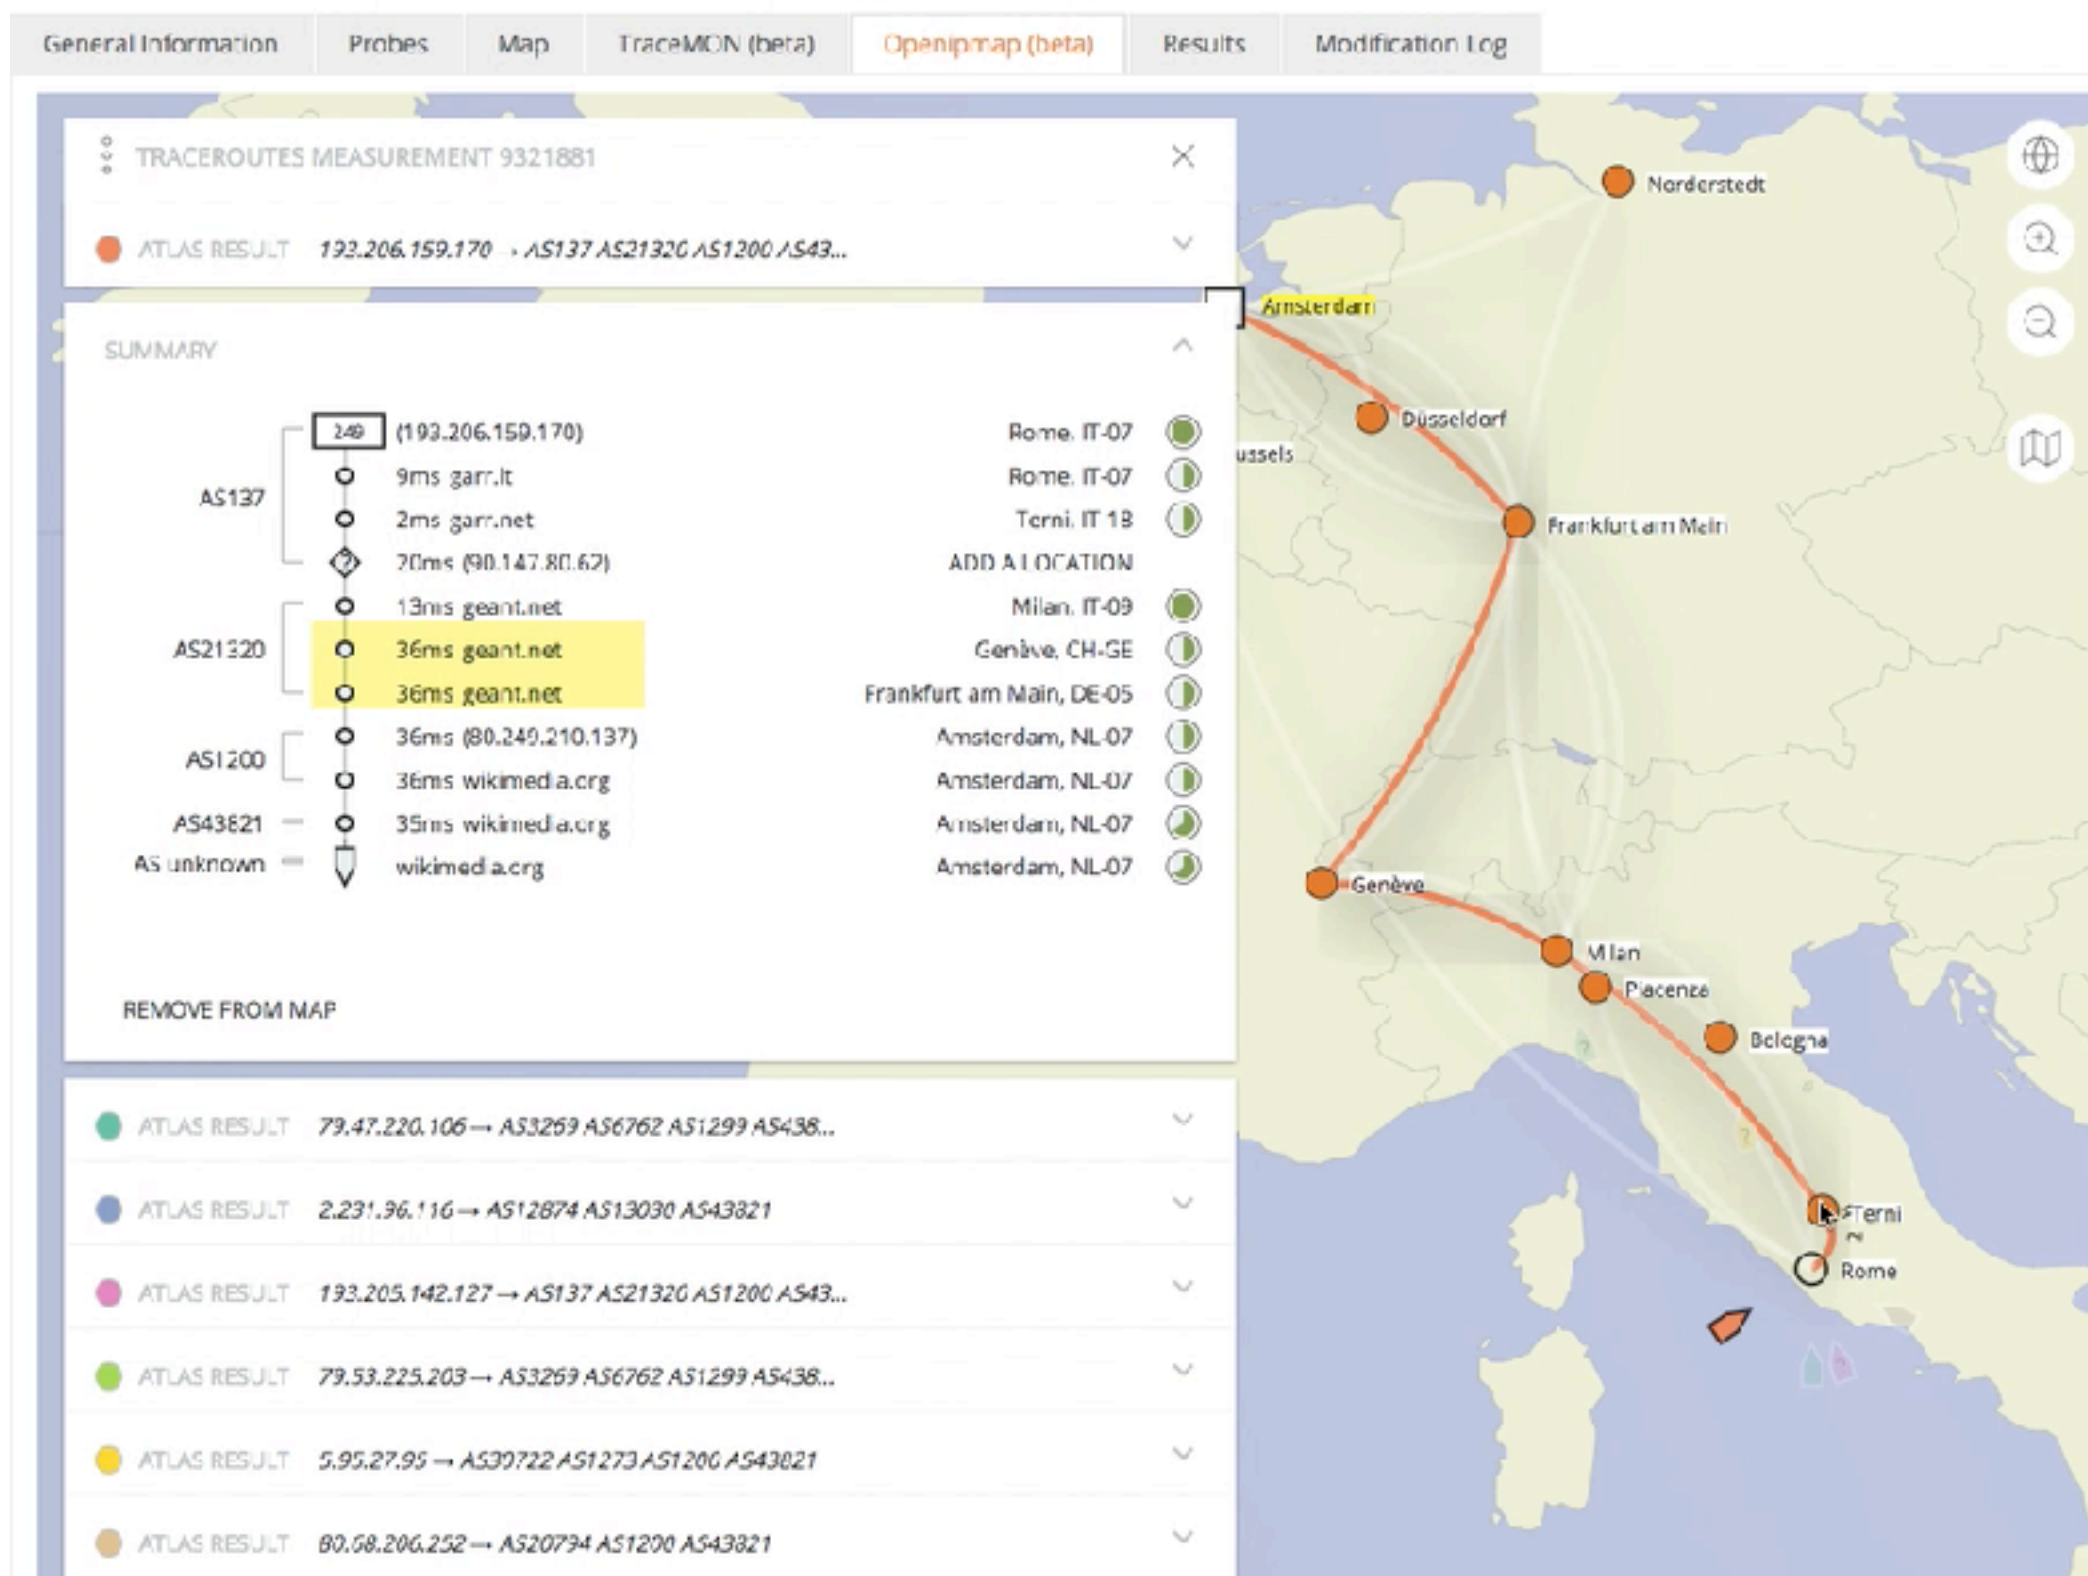 General Information Probes Map TraceMON (beta) Openipmap (beta) Results Modification Log
TRACEROUTES MEASUREMENT 9321881
ATLAS RESULT 193.206.159.170 → AS137 AS21320 AS1200 AS43...
SUMMARY
AS137
249 (193.206.159.170) Rome, IT-07
9ms garr.it Rome, IT-07
2ms garr.net Terni, IT-18
? 20ms (90.147.80.62) ADD A LOCATION
AS21320
13ms geant.net Milan, IT-09
36ms geant.net Genève, CH-GE
36ms geant.net Frankfurt am Main, DE-05
AS1200
36ms (80.249.210.137) Amsterdam, NL-07
36ms wikimedia.org Amsterdam, NL-07
AS43821 35ms wikimedia.org Amsterdam, NL-07
AS unknown wikimedia.org Amsterdam, NL-07
REMOVE FROM MAP
ATLAS RESULT 79.47.220.106 → AS3269 AS6762 AS1299 AS438...
ATLAS RESULT 2.231.96.116 → AS12874 AS13030 AS43821
ATLAS RESULT 193.205.142.127 → AS137 AS21320 AS1200 AS43...
ATLAS RESULT 79.53.225.203 → AS3269 AS6762 AS1299 AS438...
ATLAS RESULT 5.95.27.95 → AS30722 AS1273 AS1200 AS43821
ATLAS RESULT 80.68.206.252 → AS20794 AS1200 AS43821
Norderstedt
Amsterdam
Düsseldorf
ussels
Frankfurt am Main
Genève
Milan
Piacenza
Bologna
?
?
Terni
Rome